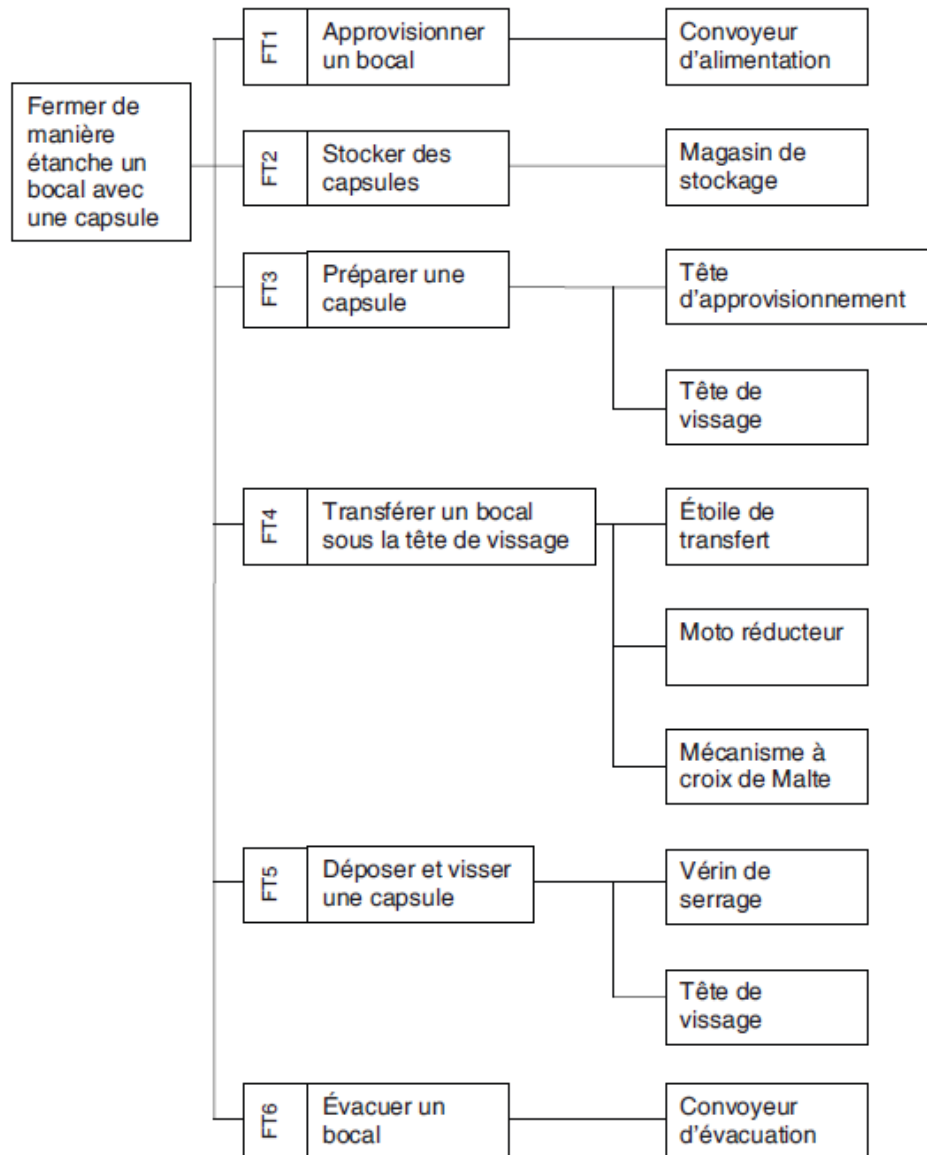 Fermer de
manière
étanche un
bocal avec
une capsule
FT1
Approvisionner
un bocal
Convoyeur
d'alimentation
FT2
Stocker des
capsules
Magasin de
stockage
FT3
Préparer une
capsule
Tête
d'approvisionnement
Tête de
vissage
FT4
Transférer un bocal
sous la tête de vissage
Étoile de
transfert
Moto réducteur
Mécanisme à
croix de Malte
FT5
Déposer et visser
une capsule
Vérin de
serrage
Tête de
vissage
FT6
Évacuer un
bocal
Convoyeur
d'évacuation